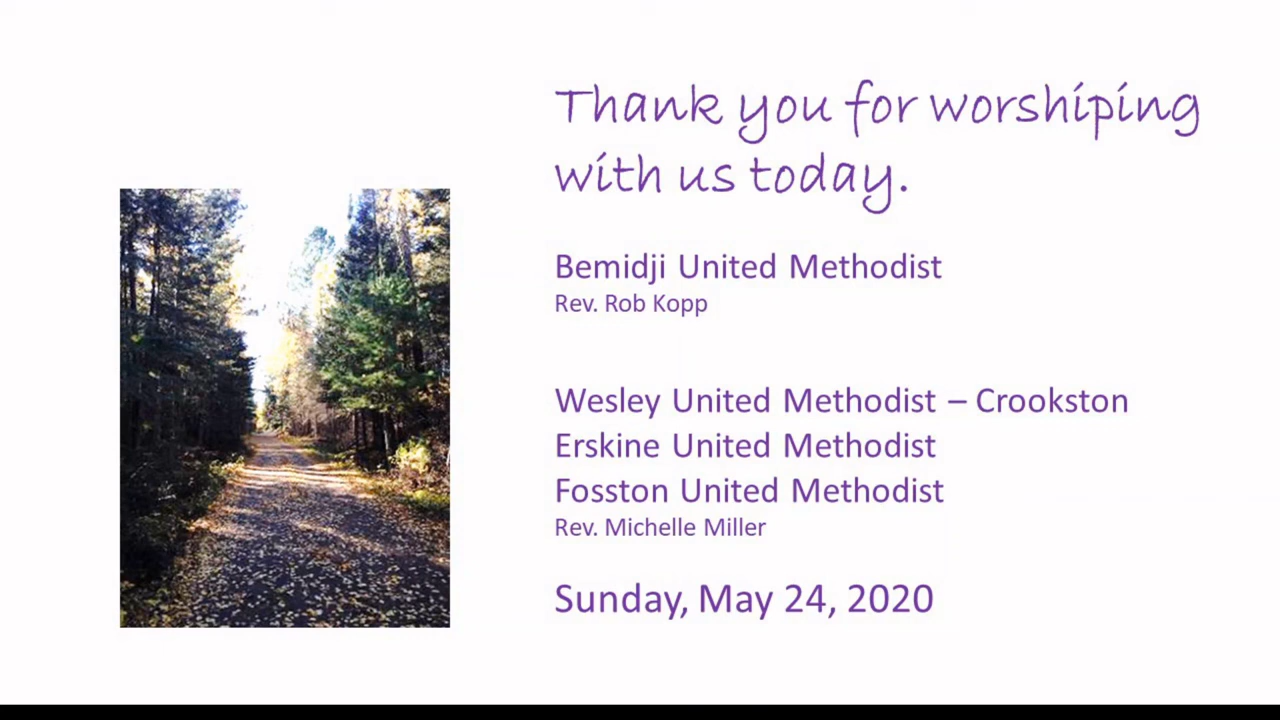 Thank you for worshiping
with us today.
Bemidji United Methodist
Rev. Rob Kopp
Wesley United Methodist – Crookston
Erskine United Methodist
Fosston United Methodist
Rev. Michelle Miller
Sunday, May 24, 2020